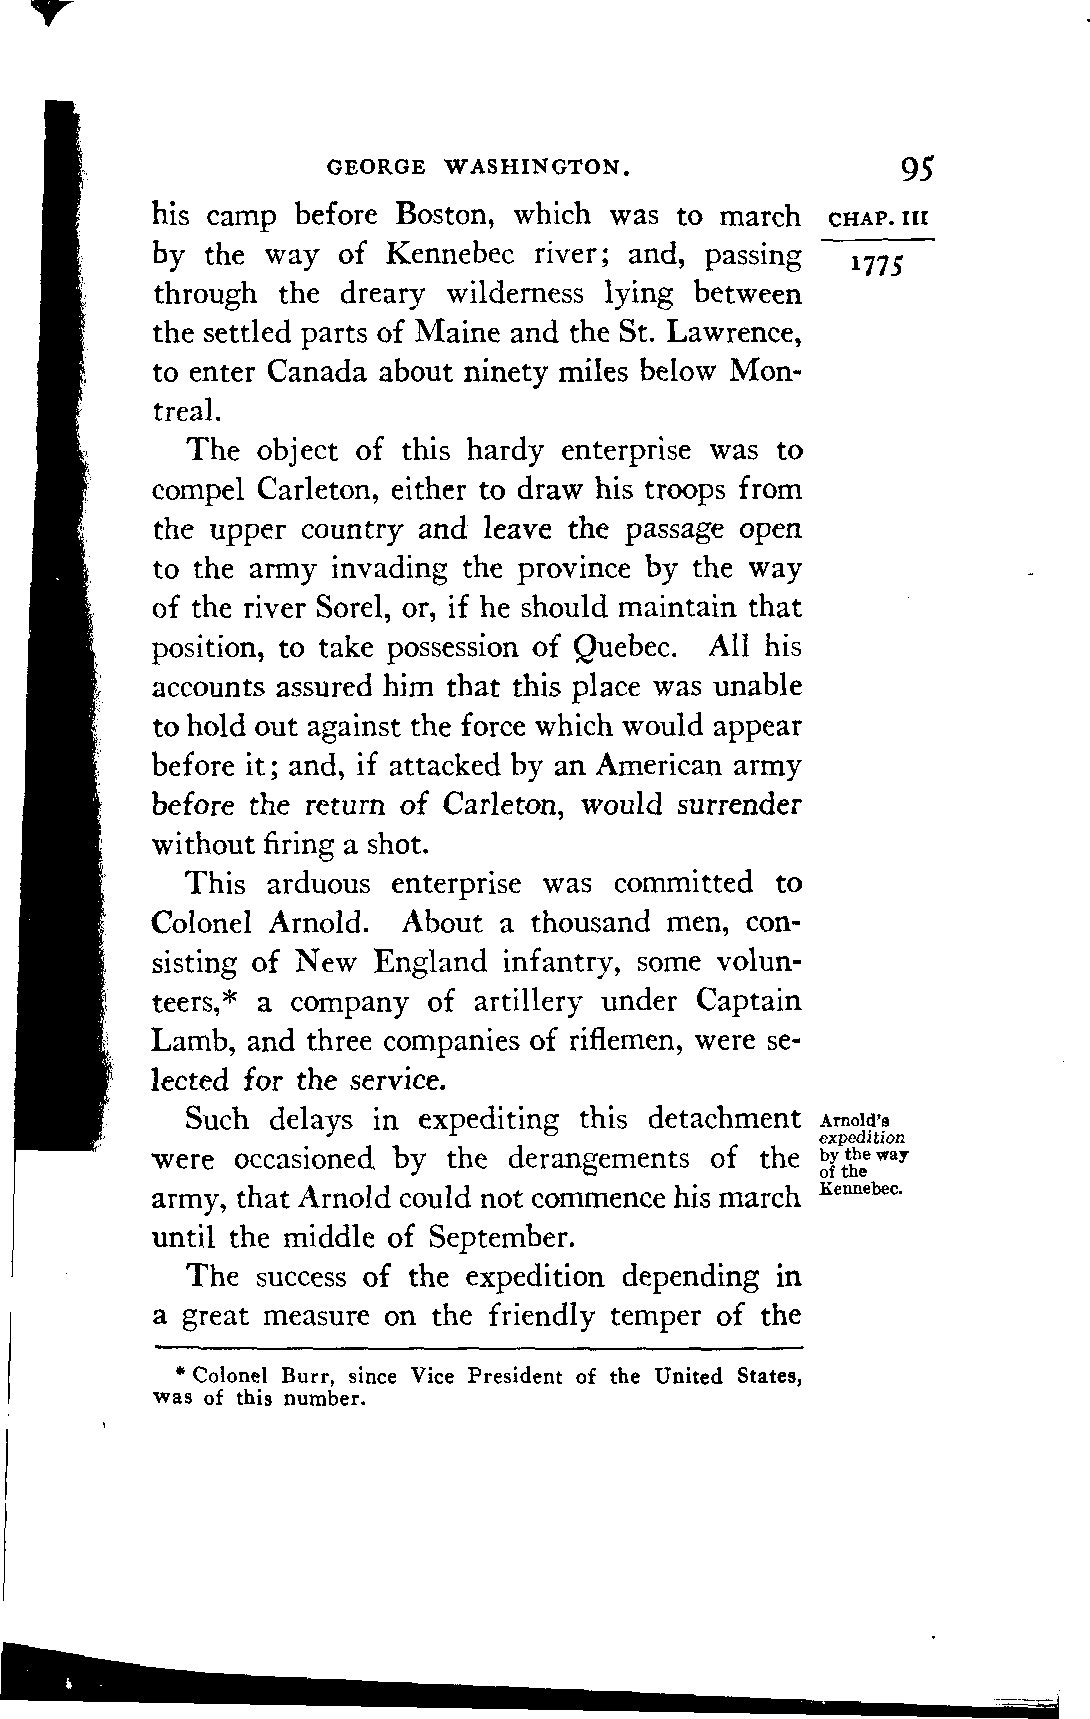 GEORGE WASHINGTON. 95
his camp before Boston, which was to march
by the way of Kennebec river; and, passing
through the dreary wilderness lying between
the settled parts of Maine and the St. Lawrence,
to enter Canada about ninety miles below Mon-
treal.
The object of this hardy enterprise was to
compel Carleton, either to draw his troops from
the upper country and leave the passage open
to the army invading the province by the way
of the river Sorel, or, if he should maintain that
position, to take possession of Quebec. All his
accounts assured him that this place was unable
to hold out against the force which would appear
before it; and, if attacked by an American army
before the return of Carleton, would surrender
without firing a shot.
This arduous enterprise was committed to
Colonel Arnold. About a thousand men, con-
sisting of New England infantry, some volun-
teers,* a company of artillery under Captain
Lamb, and three companies of riflemen, were se-
lected for the service.
Such delays in expediting this detachment
were occasioned by the derangements of the
army, that Arnold could not commence his march
until the middle of September.
The success of the expedition depending in
a great measure on the friendly temper of the
* Colonel Burr, since Vice President of the United States,
was of this number.
CHAP. III
1775
Arnold's
expedition
by the way
of the
Kennebec.